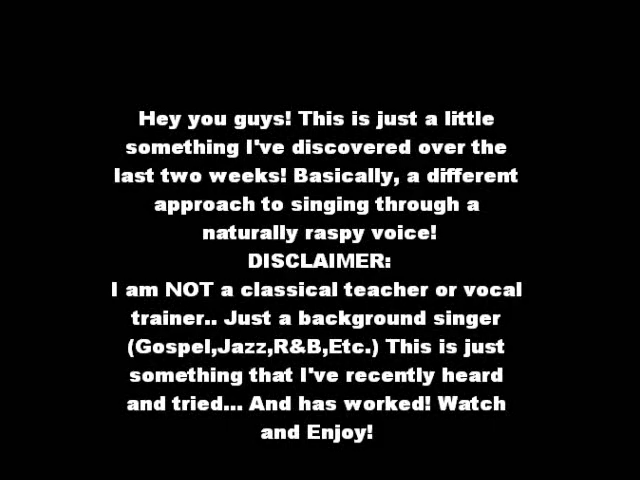 Hey you guys! This is just a little
something I've discovered over the
last two weeks! Basically, a different
approach to singing through a
naturally raspy voice!
DISCLAIMER:
I am NOT a classical teacher or vocal
trainer.. Just a background singer
(Gospel,Jazz,R&B,Etc.) This is just
something that I've recently heard
and tried... And has worked! Watch
and Enjoy!